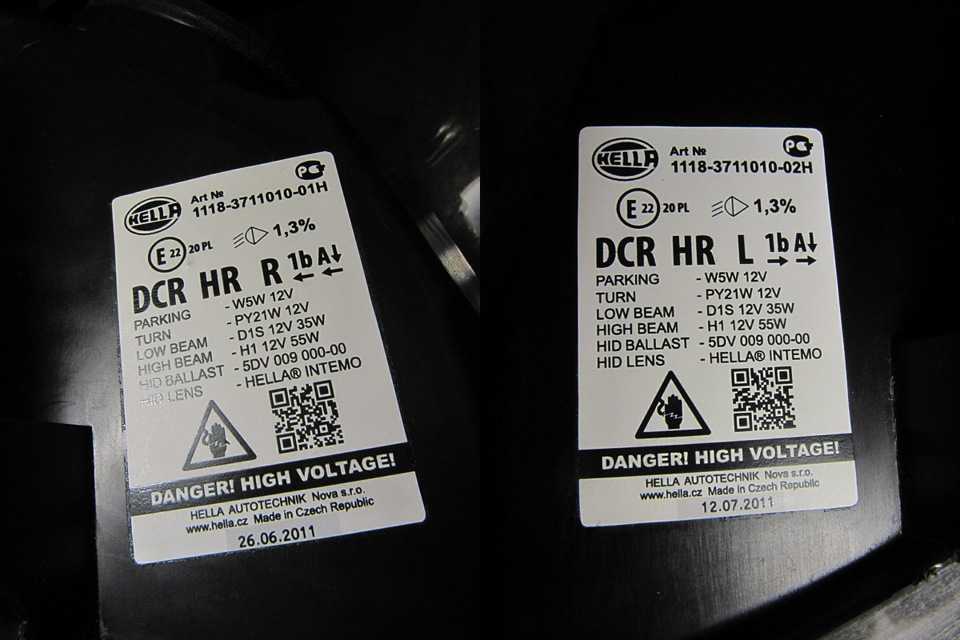 HELLA
Art № PG
1118-3711010-01H
E 22 20 PL 1,3%
DCR HR R 1b A
PARKING - W5W 12V
TURN - PY21W 12V
LOW BEAM - D1S 12V 35W
HIGH BEAM - H1 12V 55W
HID BALLAST - 5DV 009 000-00
HID LENS - HELLA® INTEMO
DANGER! HIGH VOLTAGE!
HELLA AUTOTECHNIK Nova s.r.o.
www.hella.cz Made in Czech Republic
26.06.2011
HELLA
Art № PG
1118-3711010-02H
E 22 20 PL 1,3%
DCR HR L 1b A
PARKING - W5W 12V
TURN - PY21W 12V
LOW BEAM - D1S 12V 35W
HIGH BEAM - H1 12V 55W
HID BALLAST - 5DV 009 000-00
HID LENS - HELLA® INTEMO
DANGER! HIGH VOLTAGE!
HELLA AUTOTECHNIK Nova s.r.o.
www.hella.cz Made in Czech Republic
12.07.2011